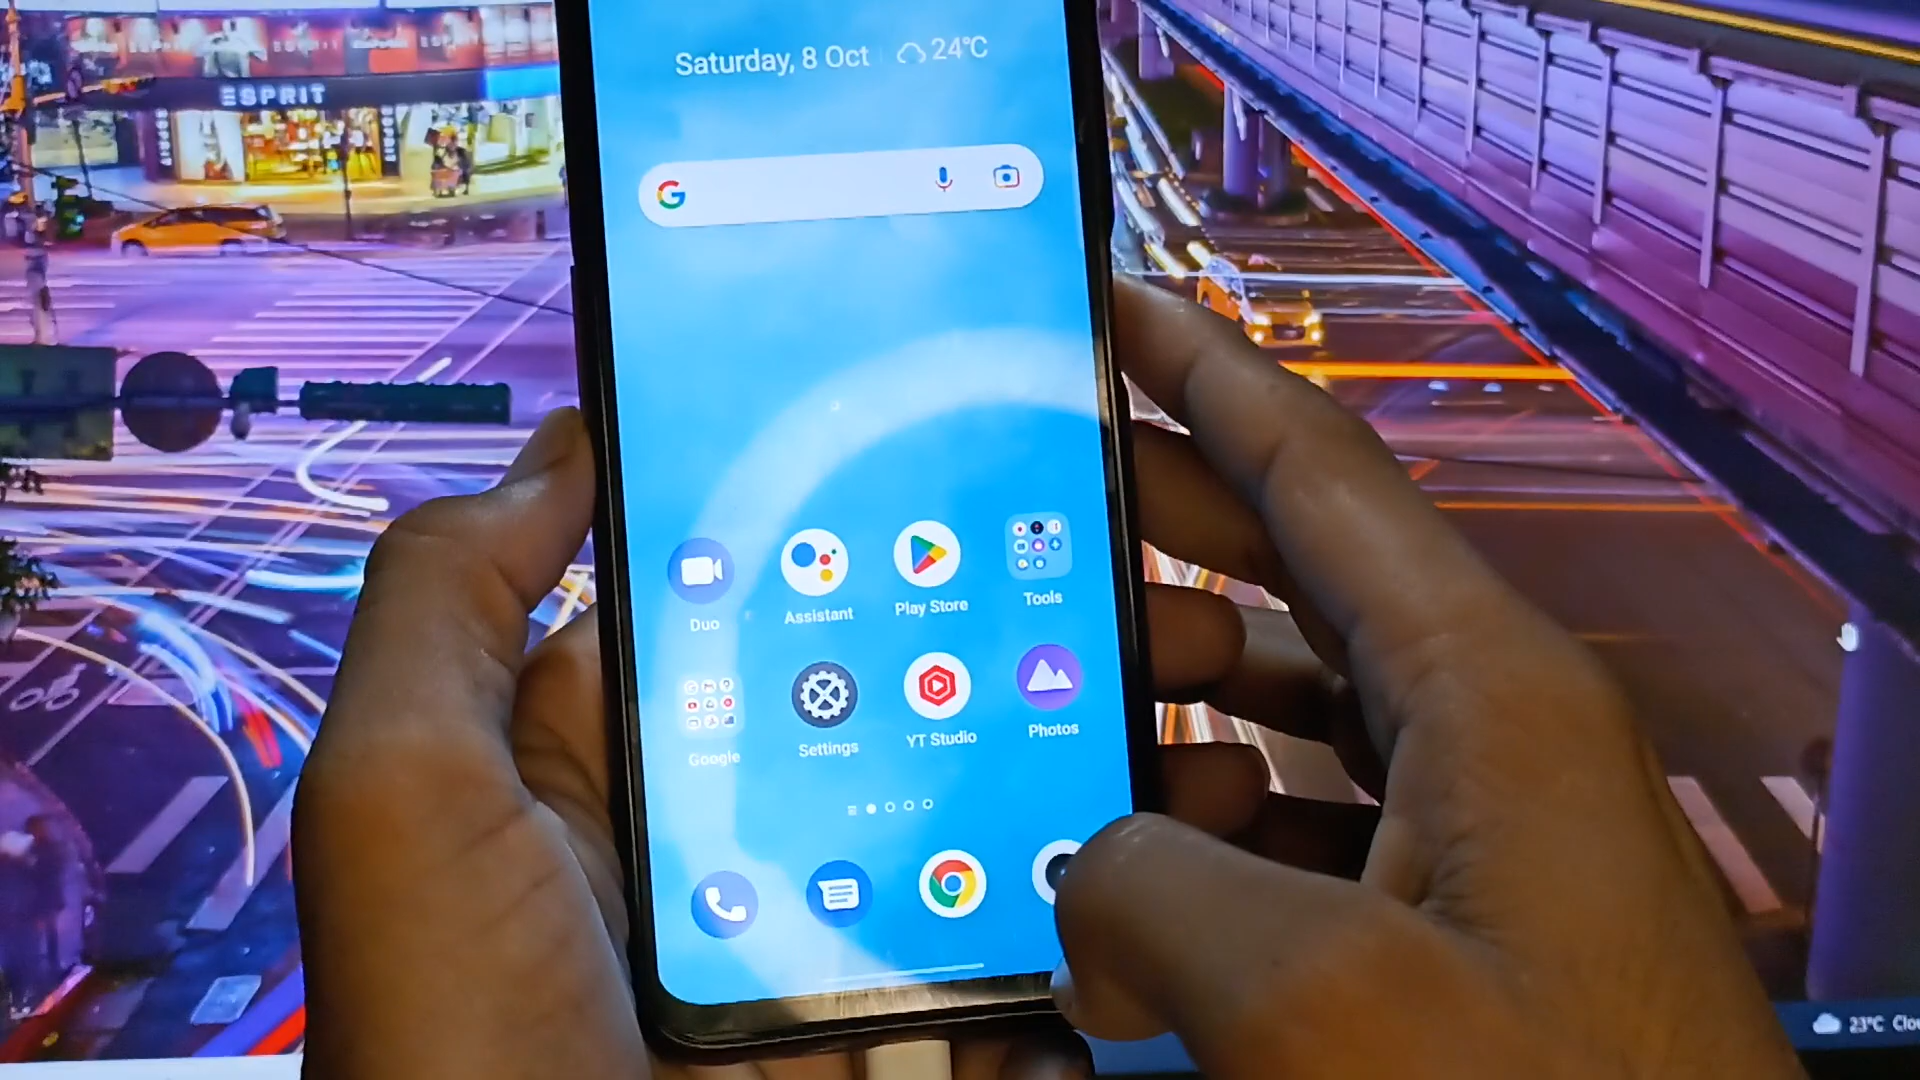 ESPRIT
Saturday, 8 Oct 24°C
G
Duo
Assistant
Play Store
Tools
Google
Settings
YT Studio
Photos
23°C